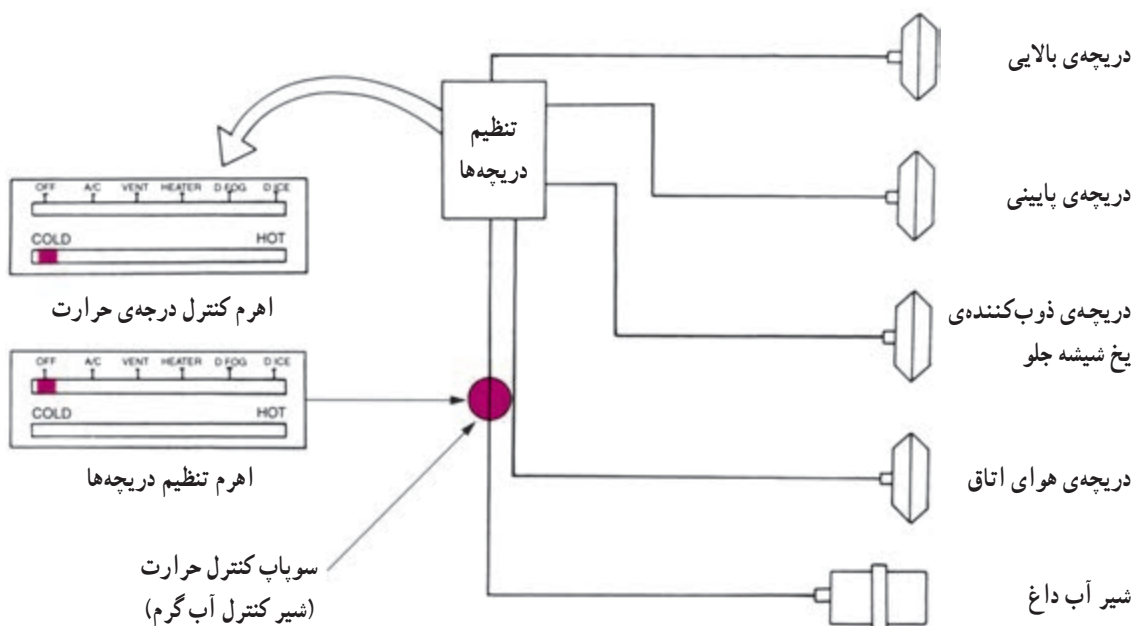 دریچه‌ی بالایی
تنظیم
دریچه‌ها
دریچه‌ی پایینی
OFF A/C VENT HEATER D FOG D ICE
COLD HOT
اهرم کنترل درجه‌ی حرارت
دریچه‌ی ذوب‌کننده‌ی
یخ شیشه جلو
OFF A/C VENT HEATER D FOG D ICE
COLD HOT
اهرم تنظیم دریچه‌ها
دریچه‌ی هوای اتاق
سوپاپ کنترل حرارت
(شیر کنترل آب گرم)
شیر آب داغ